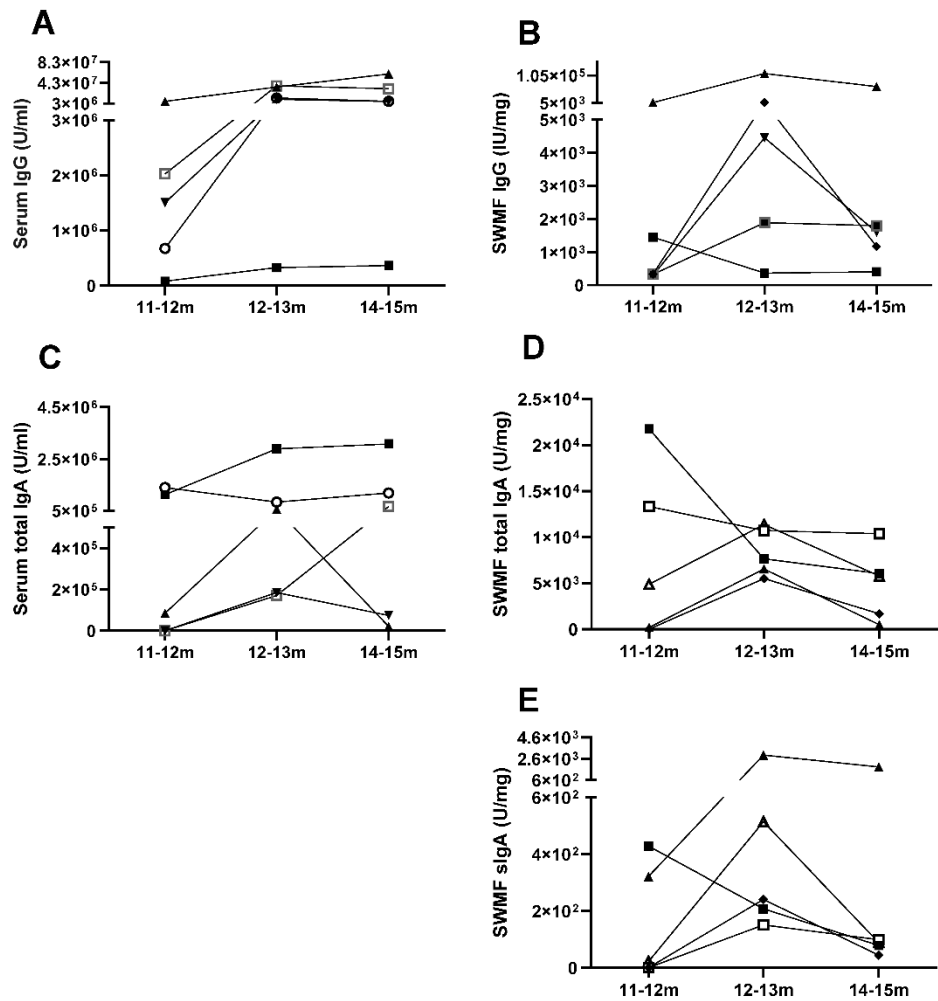 A
Serum IgG (U/ml)
8.3×10⁷
4.3×10⁷
3×10⁶
3×10⁶
2×10⁶
1×10⁶
0
11-12m 12-13m 14-15m
B
SWMF IgG (IU/mg)
1.05×10⁵
5×10³
5×10³
4×10³
3×10³
2×10³
1×10³
0
11-12m 12-13m 14-15m
C
Serum total IgA (U/ml)
4.5×10⁶
2.5×10⁶
5×10⁵
4×10⁵
2×10⁵
0
11-12m 12-13m 14-15m
D
SWMF total IgA (U/mg)
2.5×10⁴
2×10⁴
1.5×10⁴
1×10⁴
5×10³
0
11-12m 12-13m 14-15m
E
SWMF sIgA (U/mg)
4.6×10³
2.6×10³
6×10²
6×10²
4×10²
2×10²
0
11-12m 12-13m 14-15m